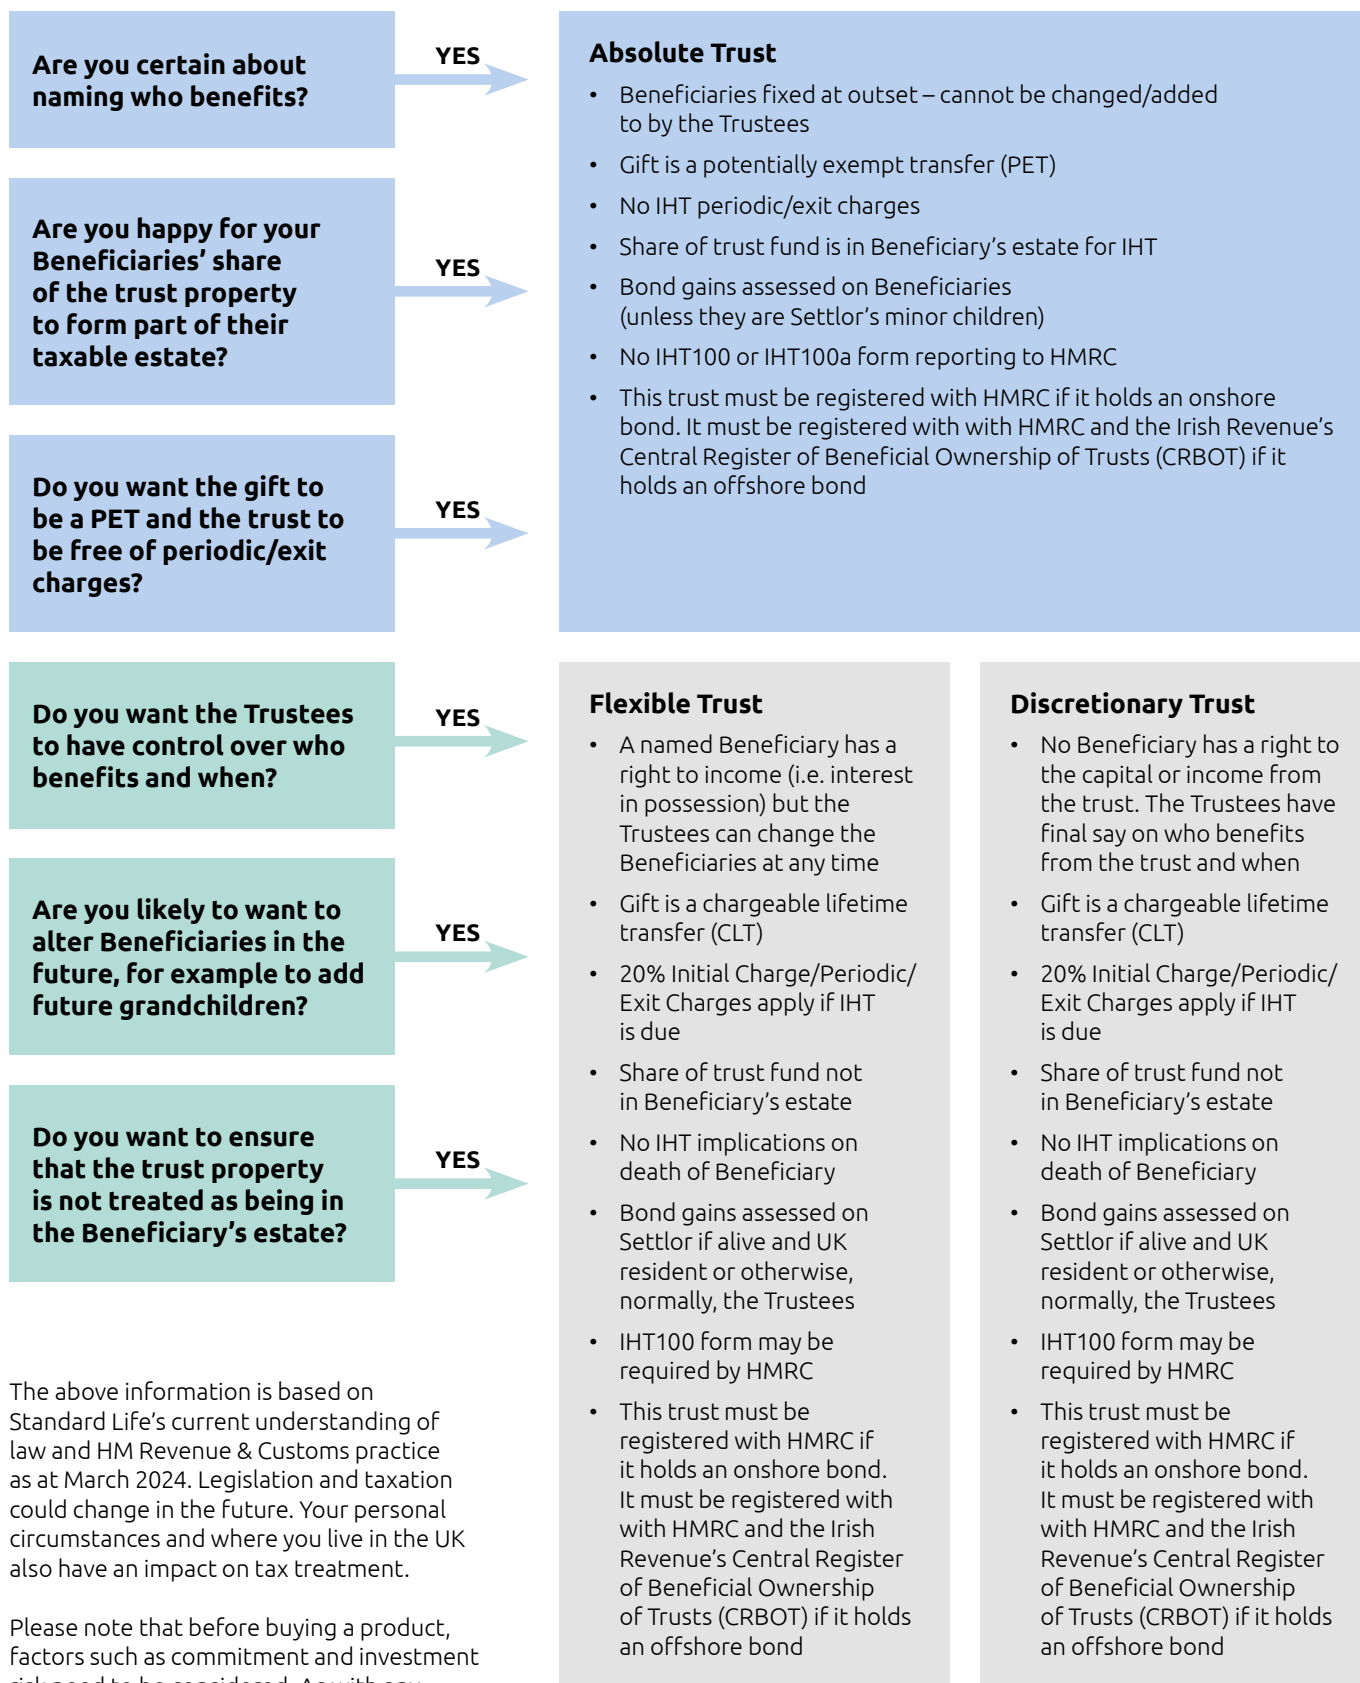 Are you certain about
naming who benefits?
YES
Absolute Trust
• Beneficiaries fixed at outset – cannot be changed/added
to by the Trustees
• Gift is a potentially exempt transfer (PET)
• No IHT periodic/exit charges
• Share of trust fund is in Beneficiary's estate for IHT
• Bond gains assessed on Beneficiaries
(unless they are Settlor's minor children)
• No IHT100 or IHT100a form reporting to HMRC
• This trust must be registered with HMRC if it holds an onshore
bond. It must be registered with with HMRC and the Irish Revenue's
Central Register of Beneficial Ownership of Trusts (CRBOT) if it
holds an offshore bond
Are you happy for your
Beneficiaries' share
of the trust property
to form part of their
taxable estate?
YES
Do you want the gift to
be a PET and the trust to
be free of periodic/exit
charges?
YES
Do you want the Trustees
to have control over who
benefits and when?
YES
Are you likely to want to
alter Beneficiaries in the
future, for example to add
future grandchildren?
YES
Do you want to ensure
that the trust property
is not treated as being in
the Beneficiary's estate?
YES
Flexible Trust
• A named Beneficiary has a
right to income (i.e. interest
in possession) but the
Trustees can change the
Beneficiaries at any time
• Gift is a chargeable lifetime
transfer (CLT)
• 20% Initial Charge/Periodic/
Exit Charges apply if IHT
is due
• Share of trust fund not
in Beneficiary's estate
• No IHT implications on
death of Beneficiary
• Bond gains assessed on
Settlor if alive and UK
resident or otherwise,
normally, the Trustees
• IHT100 form may be
required by HMRC
• This trust must be
registered with HMRC if
it holds an onshore bond.
It must be registered with
with HMRC and the Irish
Revenue's Central Register
of Beneficial Ownership
of Trusts (CRBOT) if it holds
an offshore bond
Discretionary Trust
• No Beneficiary has a right to
the capital or income from
the trust. The Trustees have
final say on who benefits
from the trust and when
• Gift is a chargeable lifetime
transfer (CLT)
• 20% Initial Charge/Periodic/
Exit Charges apply if IHT
is due
• Share of trust fund not
in Beneficiary's estate
• No IHT implications on
death of Beneficiary
• Bond gains assessed on
Settlor if alive and UK
resident or otherwise,
normally, the Trustees
• IHT100 form may be
required by HMRC
• This trust must be
registered with HMRC if
it holds an onshore bond.
It must be registered with
with HMRC and the Irish
Revenue's Central Register
of Beneficial Ownership
of Trusts (CRBOT) if it holds
an offshore bond
The above information is based on
Standard Life's current understanding of
law and HM Revenue & Customs practice
as at March 2024. Legislation and taxation
could change in the future. Your personal
circumstances and where you live in the UK
also have an impact on tax treatment.
Please note that before buying a product,
factors such as commitment and investment